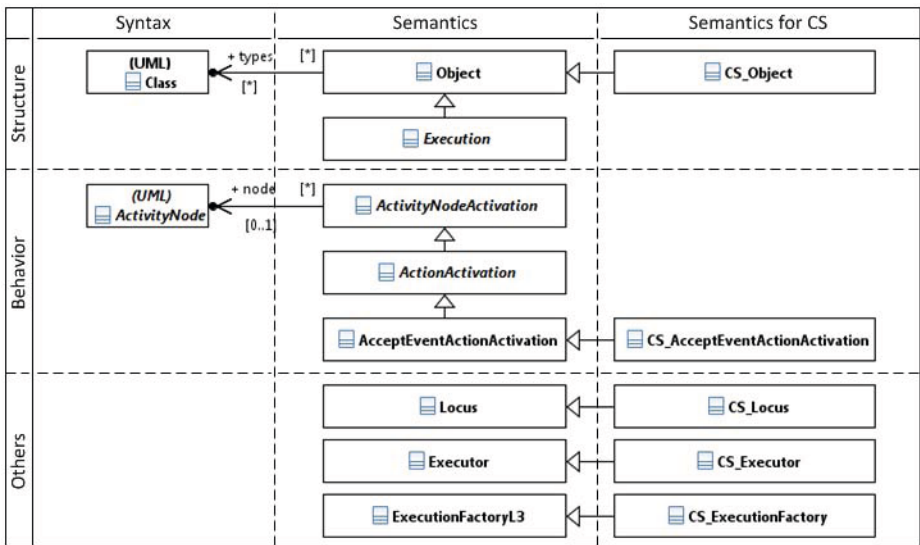 Syntax
Semantics
Semantics for CS
Structure
(UML)
Class
+ types
[*]
[*]
Object
CS_Object
Execution
Behavior
(UML)
ActivityNode
+ node
[*]
[0..1]
ActivityNodeActivation
ActionActivation
AcceptEventActionActivation
CS_AcceptEventActionActivation
Others
Locus
CS_Locus
Executor
CS_Executor
ExecutionFactoryL3
CS_ExecutionFactory